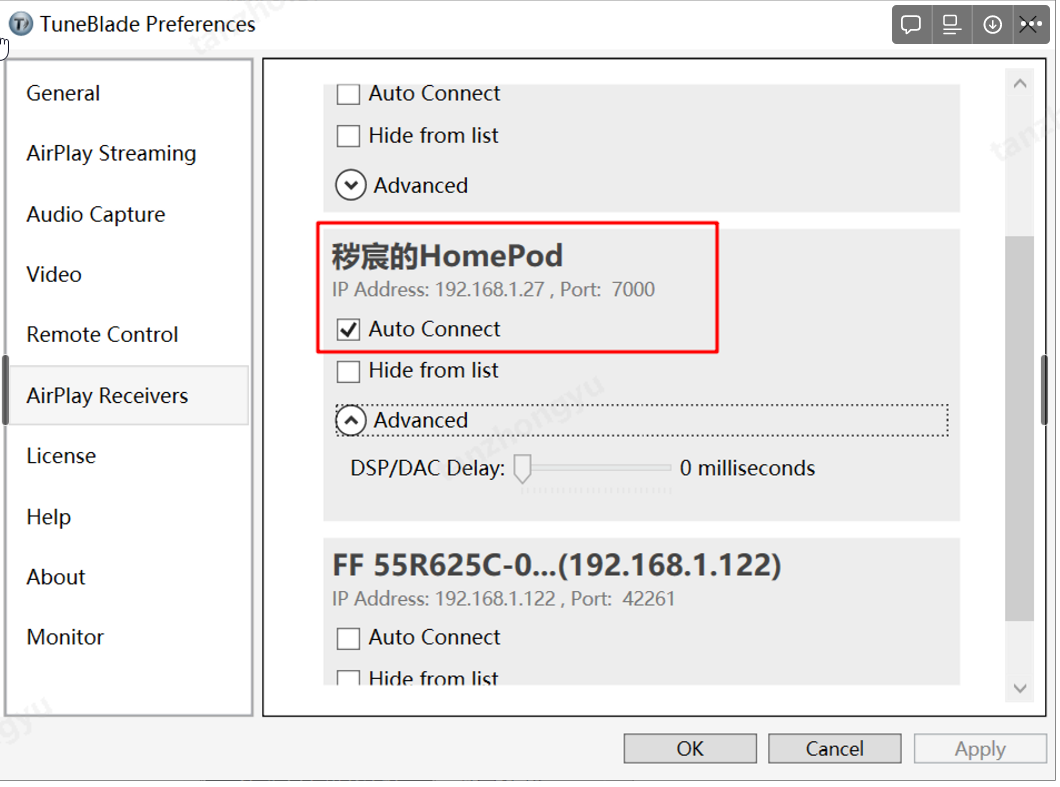 TuneBlade Preferences
General
AirPlay Streaming
Audio Capture
Video
Remote Control
AirPlay Receivers
License
Help
About
Monitor
Auto Connect
Hide from list
Advanced
秽宸的HomePod
IP Address: 192.168.1.27 , Port: 7000
Auto Connect
Hide from list
Advanced
DSP/DAC Delay: 0 milliseconds
FF 55R625C-0...(192.168.1.122)
IP Address: 192.168.1.122 , Port: 42261
Auto Connect
Hide from list
OK Cancel Apply
tanzhongyu